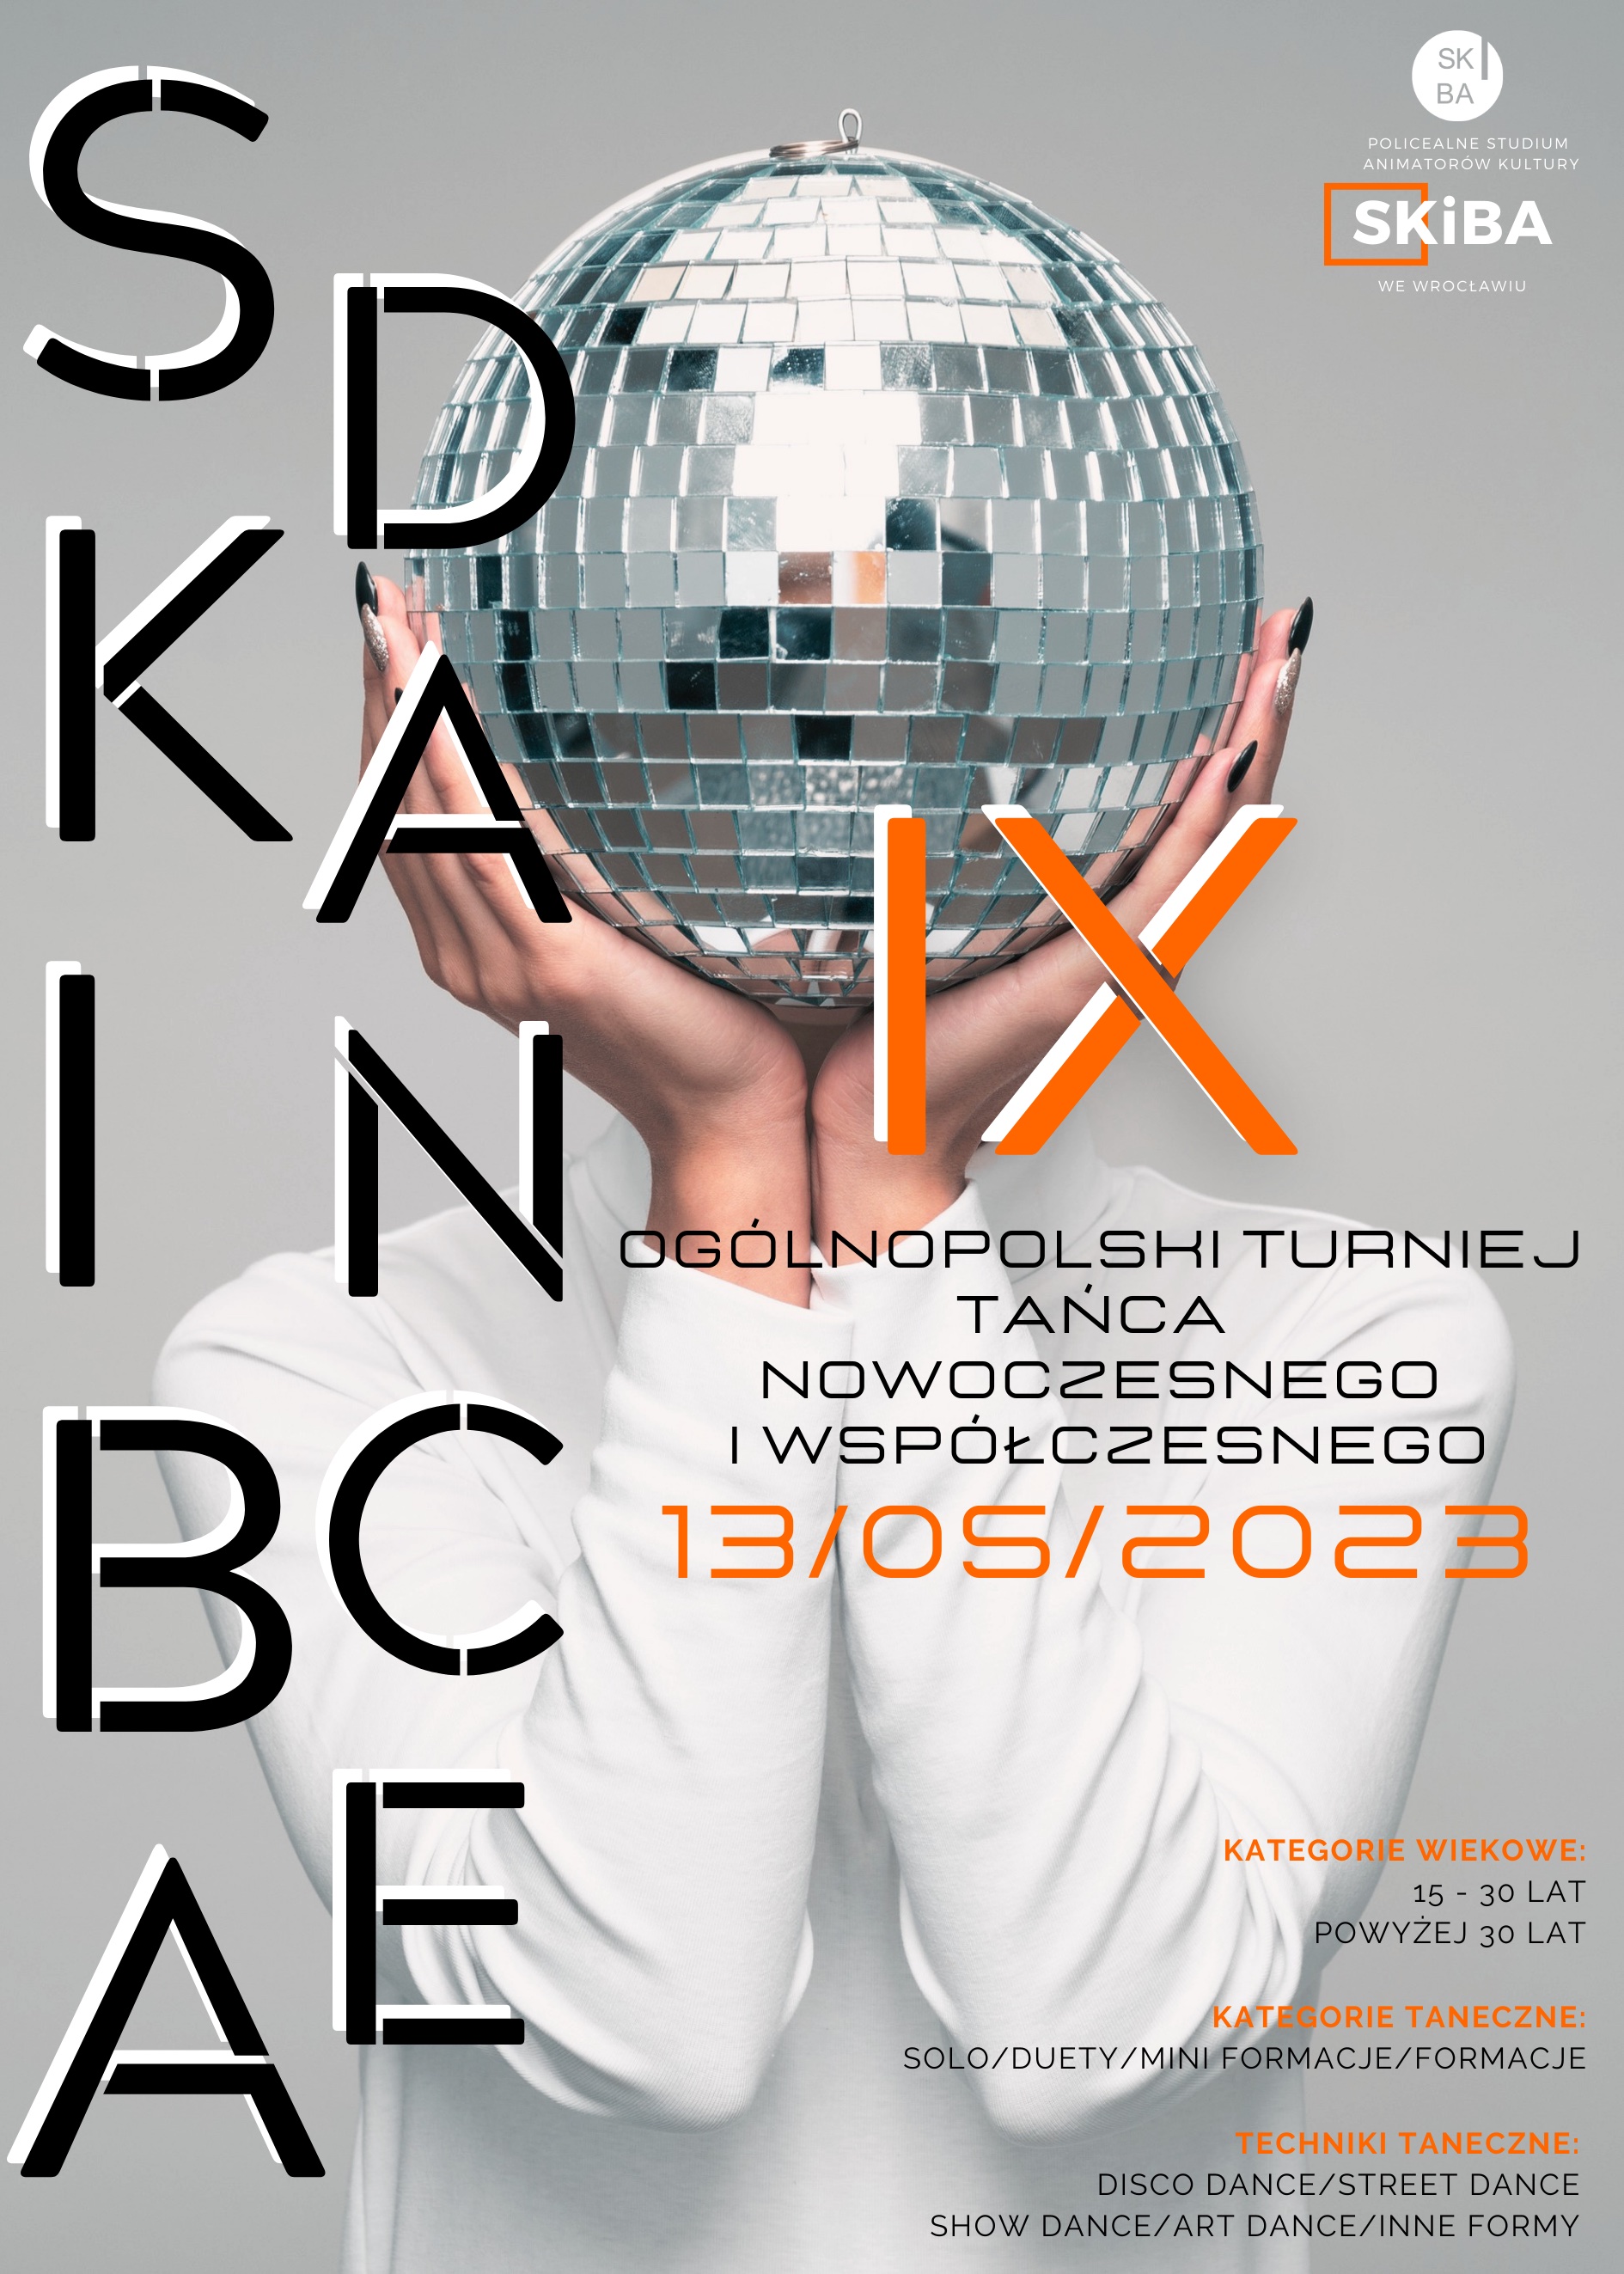 SKIBA
DANCE
SK
BA
POLICEALNE STUDIUM
ANIMATORÓW KULTURY
SKiBA
WE WROCŁAWIU
IX
OGÓLNOPOLSKI TURNIEJ
TAŃCA
NOWOCZESNEGO
I WSPÓŁCZESNEGO
13/05/2023
KATEGORIE WIEKOWE:
15 - 30 LAT
POWYŻEJ 30 LAT
KATEGORIE TANECZNE:
SOLO/DUETY/MINI FORMACJE/FORMACJE
TECHNIKI TANECZNE:
DISCO DANCE/STREET DANCE
SHOW DANCE/ART DANCE/INNE FORMY